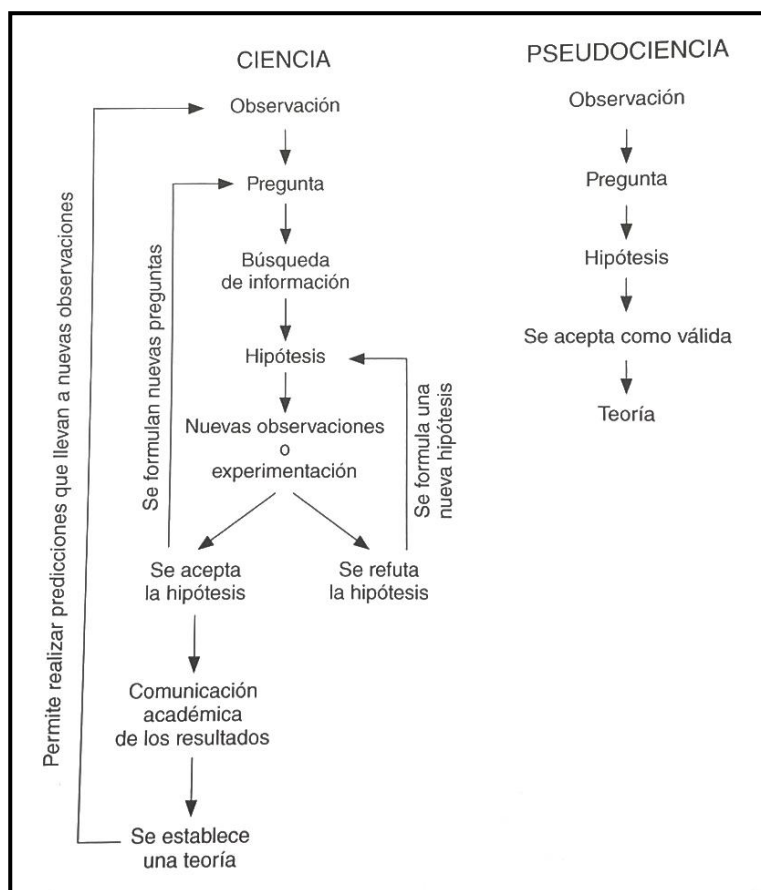 CIENCIA
Observación
Pregunta
Búsqueda
de información
Hipótesis
Nuevas observaciones
o
experimentación
Se acepta
la hipótesis
Se refuta
la hipótesis
Comunicación
académica
de los resultados
Se establece
una teoría
Permite realizar predicciones que llevan a nuevas observaciones
Se formulan nuevas preguntas
Se formula una
nueva hipótesis
PSEUDOCIENCIA
Observación
Pregunta
Hipótesis
Se acepta como válida
Teoría